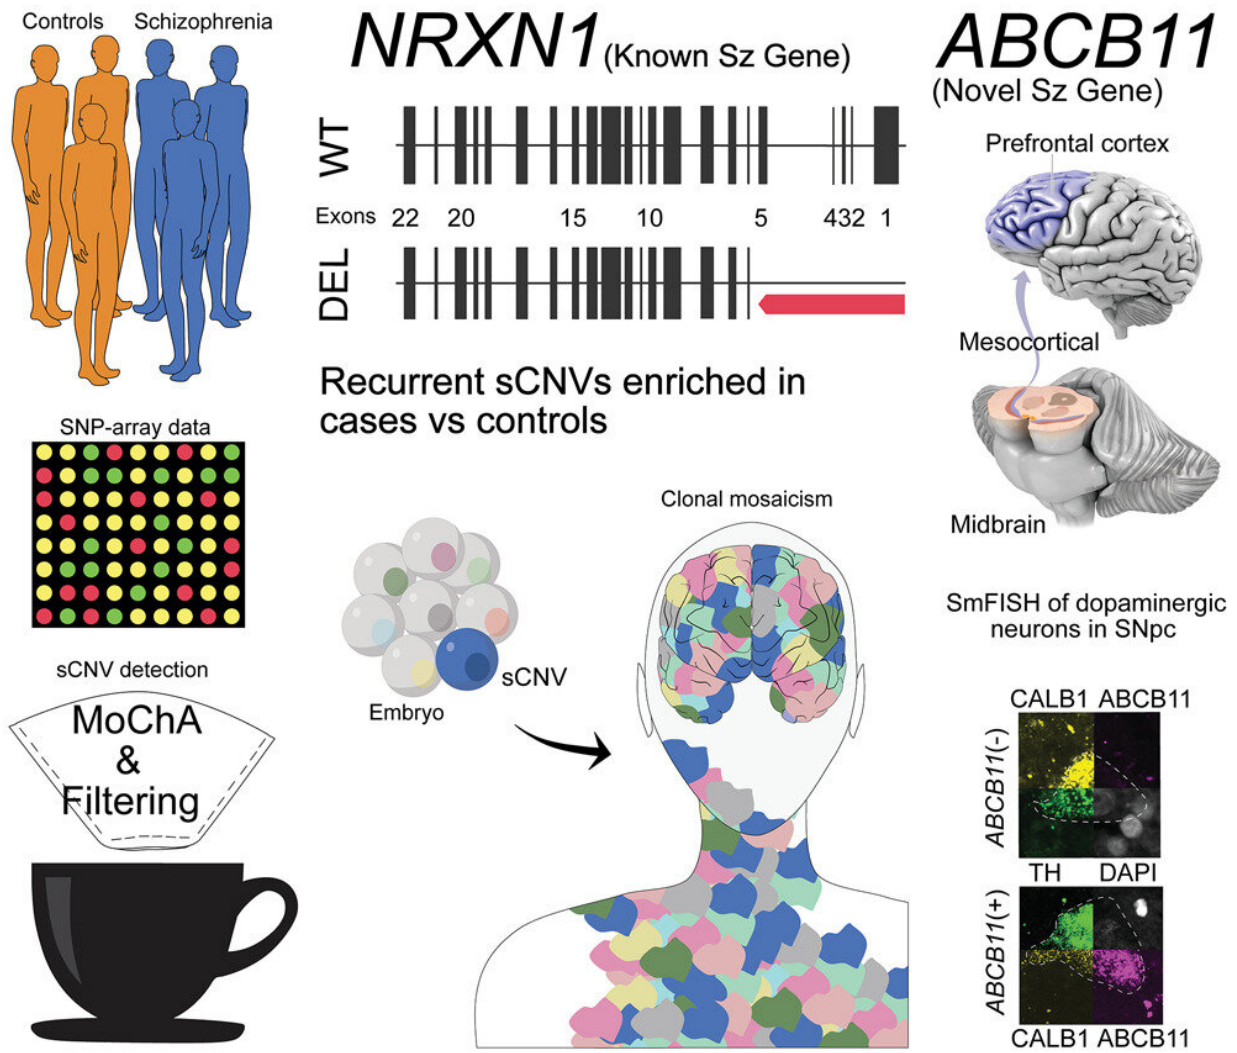 Controls
Schizophrenia
SNP-array data
sCNV detection
MoChA
&
Filtering
NRXN1 (Known Sz Gene)
WT
Exons 22 20 15 10 5 432 1
DEL
Recurrent sCNVs enriched in
cases vs controls
Clonal mosaicism
sCNV
Embryo
ABCB11
(Novel Sz Gene)
Prefrontal cortex
Mesocortical
Midbrain
SmFISH of dopaminergic
neurons in SNpc
CALB1 ABCB11
ABCB11(-)
TH DAPI
ABCB11(+)
CALB1 ABCB11